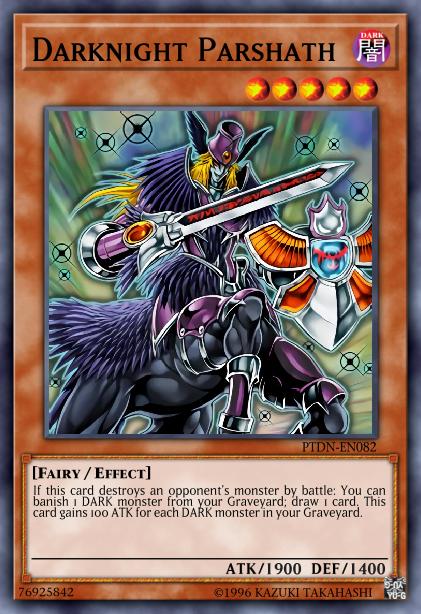 Darknight Parshath
DARK
闇
PTDN-EN082
[Fairy / Effect]
If this card destroys an opponent's monster by battle: You can
banish 1 DARK monster from your Graveyard; draw 1 card. This
card gains 100 ATK for each DARK monster in your Graveyard.
ATK/1900 DEF/1400
76925842
©1996 KAZUKI TAKAHASHI